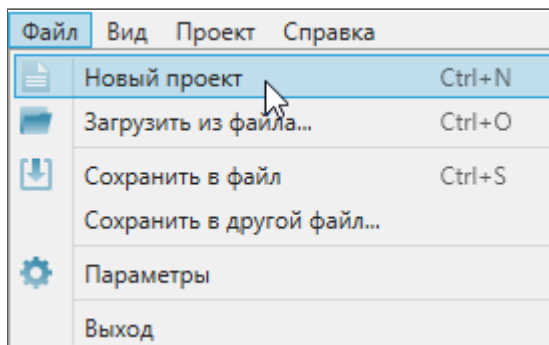 Файл Вид Проект Справка
Новый проект Ctrl+N
Загрузить из файла... Ctrl+O
Сохранить в файл Ctrl+S
Сохранить в другой файл...
Параметры
Выход